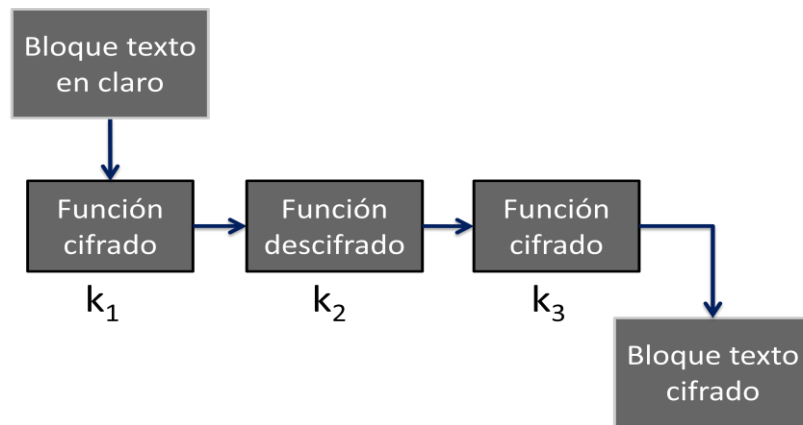 Bloque texto
en claro
Función
cifrado
Función
descifrado
Función
cifrado
k₁
k₂
k₃
Bloque texto
cifrado